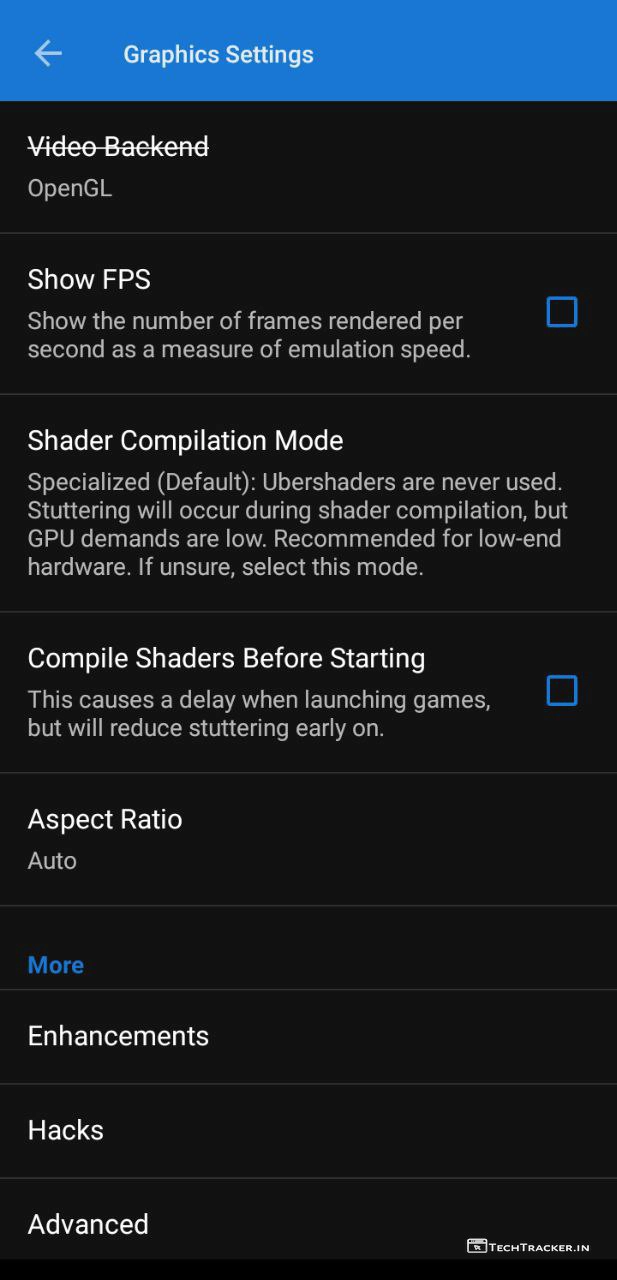 Graphics Settings
Video Backend
OpenGL
Show FPS
Show the number of frames rendered per
second as a measure of emulation speed.
Shader Compilation Mode
Specialized (Default): Ubershaders are never used.
Stuttering will occur during shader compilation, but
GPU demands are low. Recommended for low-end
hardware. If unsure, select this mode.
Compile Shaders Before Starting
This causes a delay when launching games,
but will reduce stuttering early on.
Aspect Ratio
Auto
More
Enhancements
Hacks
Advanced
TECHTRACKER.IN